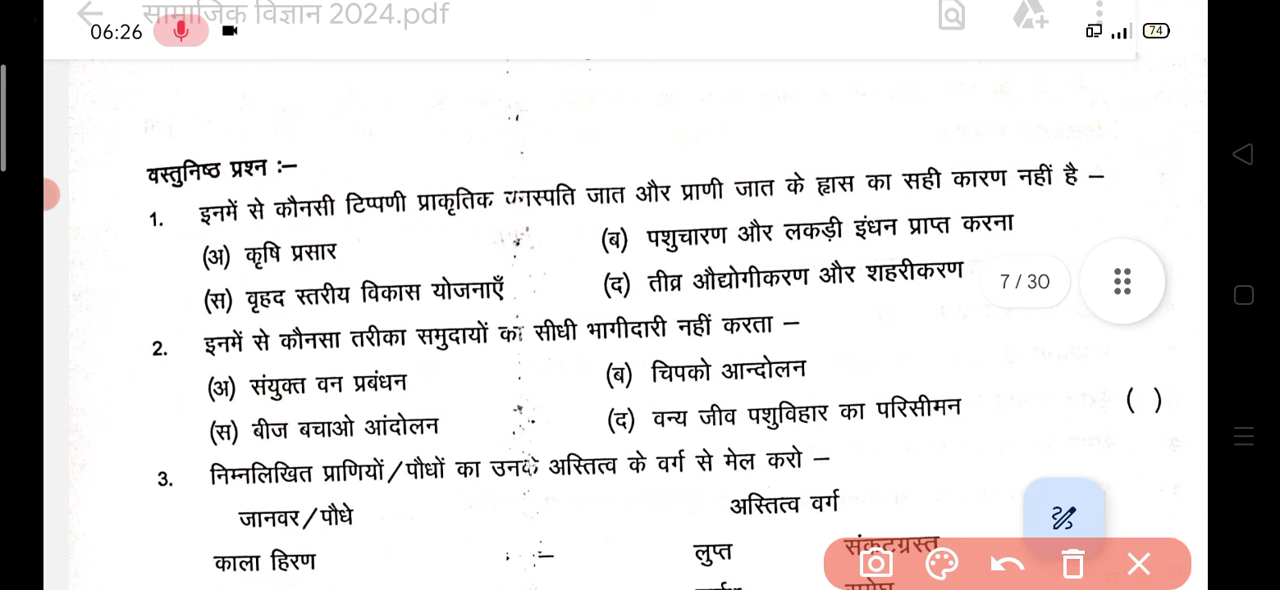 सामाजिक विज्ञान 2024.pdf
06:26
74
वस्तुनिष्ठ प्रश्न :–
1. इनमें से कौनसी टिप्पणी प्राकृतिक वनस्पति जात और प्राणी जात के ह्रास का सही कारण नहीं है –
(अ) कृषि प्रसार (ब) पशुचारण और लकड़ी इंधन प्राप्त करना
(स) वृहद स्तरीय विकास योजनाएँ (द) तीव्र औद्योगीकरण और शहरीकरण
7 / 30
2. इनमें से कौनसा तरीका समुदायों का सीधी भागीदारी नहीं करता –
(अ) संयुक्त वन प्रबंधन (ब) चिपको आन्दोलन
(स) बीज बचाओ आंदोलन (द) वन्य जीव पशुविहार का परिसीमन ( )
3. निम्नलिखित प्राणियों/पौधों का उनके अस्तित्व के वर्ग से मेल करो –
जानवर/पौधे अस्तित्व वर्ग
काला हिरण :– लुप्त संकटग्रस्त